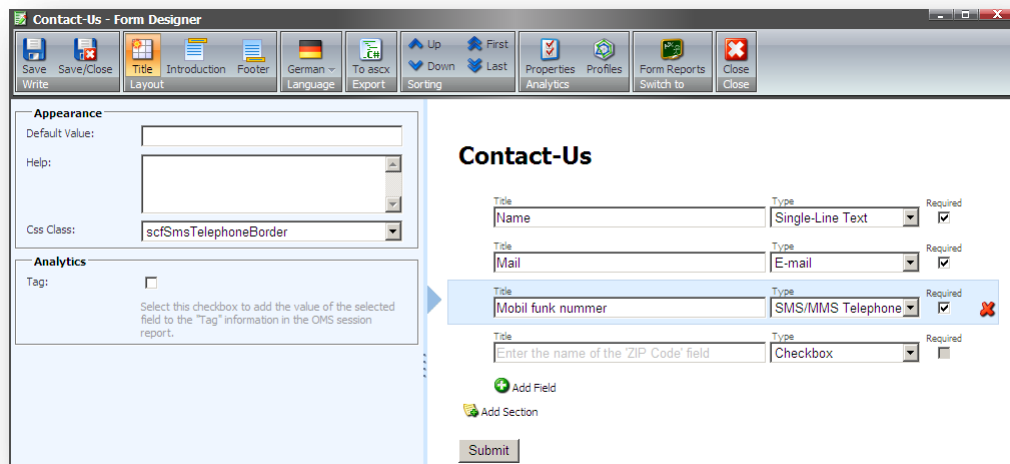 Contact-Us - Form Designer
Save Save/Close Title Introduction Footer German To ascx Up First Down Last Properties Profiles Form Reports Close
C#
Write Layout Language Export Sorting Analytics Switch to Close
Appearance
Default Value:
Help:
Css Class: scfSmsTelephoneBorder
Analytics
Tag:
Select this checkbox to add the value of the selected
field to the "Tag" information in the OMS session
report.
Contact-Us
Title Type Required
Name Single-Line Text
Title Type Required
Mail E-mail
Title Type Required
Mobil funk nummer SMS/MMS Telephone
Title Type Required
Enter the name of the 'ZIP Code' field Checkbox
Add Field
Add Section
Submit